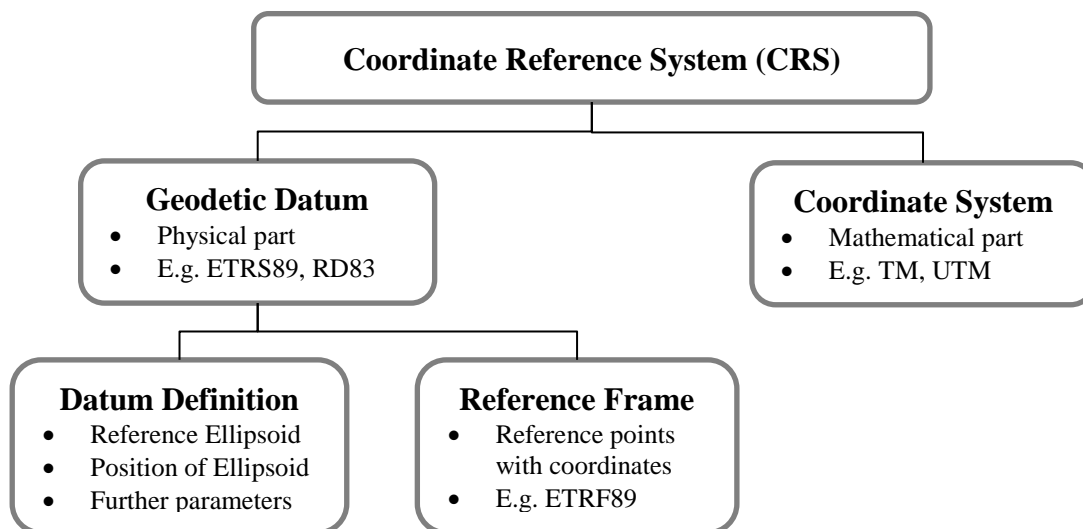 Coordinate Reference System (CRS)
Geodetic Datum
• Physical part
• E.g. ETRS89, RD83
Coordinate System
• Mathematical part
• E.g. TM, UTM
Datum Definition
• Reference Ellipsoid
• Position of Ellipsoid
• Further parameters
Reference Frame
• Reference points
with coordinates
• E.g. ETRF89